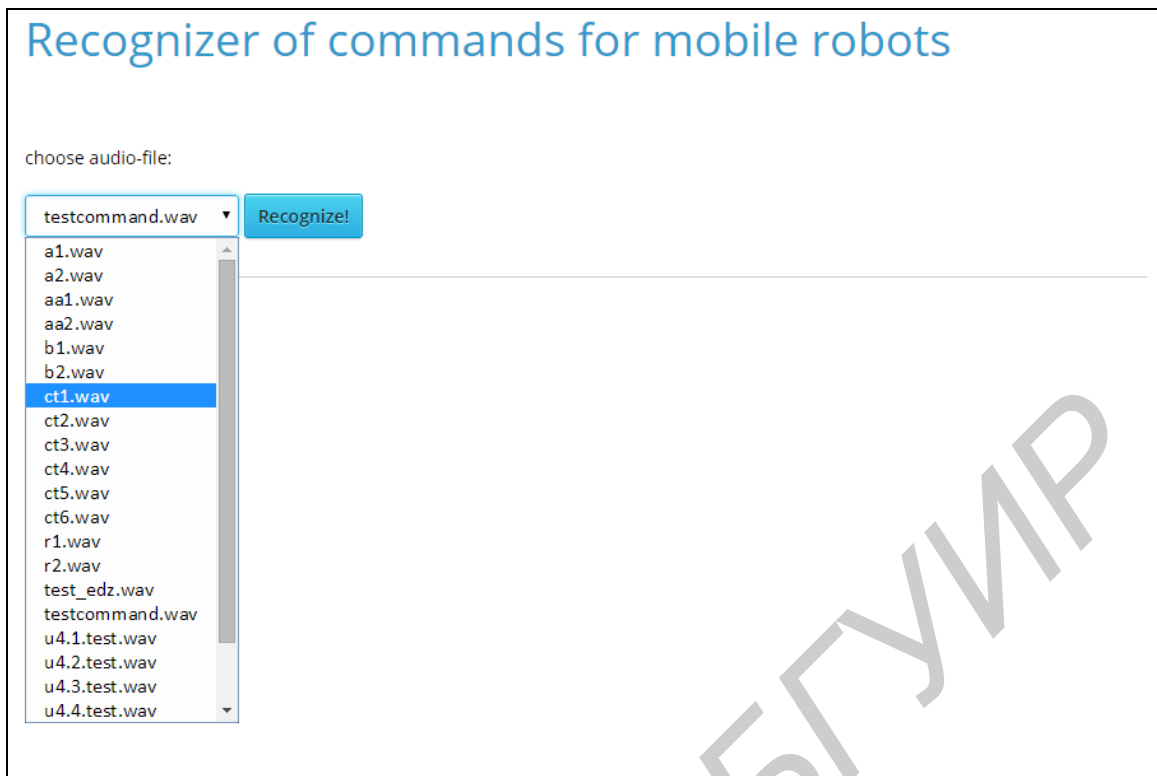 Recognizer of commands for mobile robots
choose audio-file:
testcommand.wav Recognize!
a1.wav
a2.wav
aa1.wav
aa2.wav
b1.wav
b2.wav
ct1.wav
ct2.wav
ct3.wav
ct4.wav
ct5.wav
ct6.wav
r1.wav
r2.wav
test_edz.wav
testcommand.wav
u4.1.test.wav
u4.2.test.wav
u4.3.test.wav
u4.4.test.wav
БГУИР